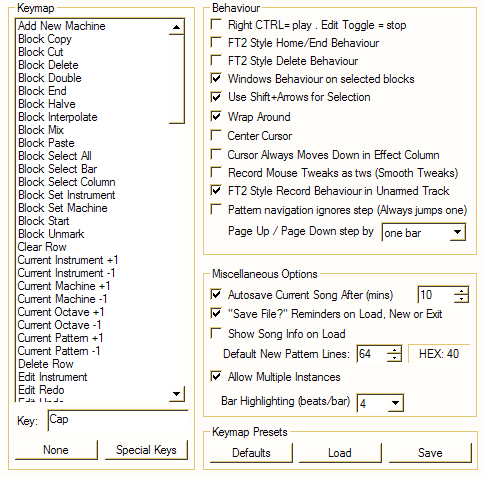 Keymap
Add New Machine
Block Copy
Block Cut
Block Delete
Block Double
Block End
Block Halve
Block Interpolate
Block Mix
Block Paste
Block Select All
Block Select Bar
Block Select Column
Block Set Instrument
Block Set Machine
Block Start
Block Unmark
Clear Row
Current Instrument +1
Current Instrument -1
Current Machine +1
Current Machine -1
Current Octave +1
Current Octave -1
Current Pattern +1
Current Pattern -1
Delete Row
Edit Instrument
Edit Redo
Edit Undo
Key: Cap
None
Special Keys
Behaviour
Right CTRL= play . Edit Toggle = stop
FT2 Style Home/End Behaviour
FT2 Style Delete Behaviour
Windows Behaviour on selected blocks
Use Shift+Arrows for Selection
Wrap Around
Center Cursor
Cursor Always Moves Down in Effect Column
Record Mouse Tweaks as tws (Smooth Tweaks)
FT2 Style Record Behaviour in Unarmed Track
Pattern navigation ignores step (Always jumps one)
Page Up / Page Down step by one bar
Miscellaneous Options
Autosave Current Song After (mins) 10
"Save File?" Reminders on Load, New or Exit
Show Song Info on Load
Default New Pattern Lines: 64 HEX: 40
Allow Multiple Instances
Bar Highlighting (beats/bar) 4
Keymap Presets
Defaults
Load
Save